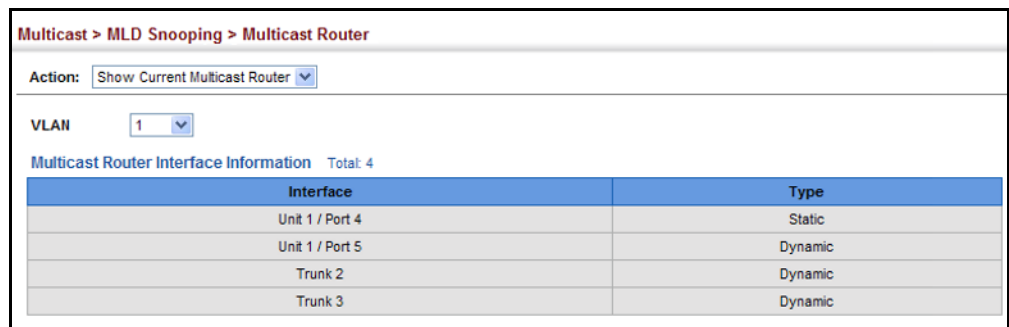 Multicast > MLD Snooping > Multicast Router
Action: Show Current Multicast Router
VLAN 1
Multicast Router Interface Information Total: 4
Interface Type
Unit 1 / Port 4 Static
Unit 1 / Port 5 Dynamic
Trunk 2 Dynamic
Trunk 3 Dynamic